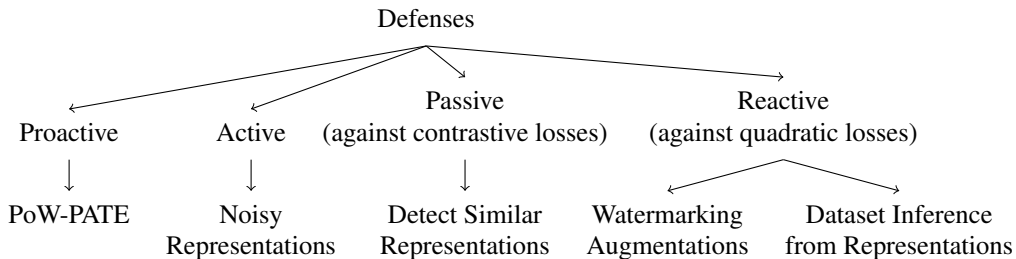 Defenses
Proactive
Active
Passive
(against contrastive losses)
Reactive
(against quadratic losses)
PoW-PATE
Noisy
Representations
Detect Similar
Representations
Watermarking
Augmentations
Dataset Inference
from Representations